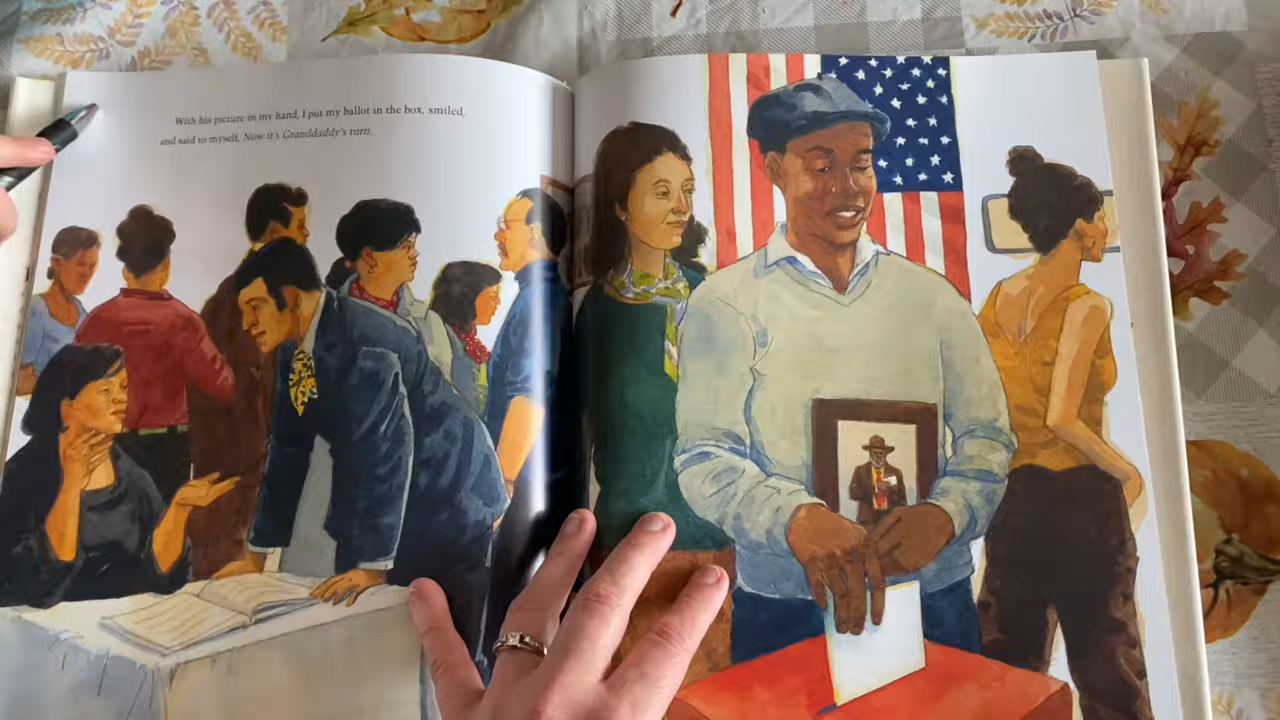 With his picture in my hand, I put my ballot in the box, smiled,
and said to myself, Now it's Granddaddy's turn.